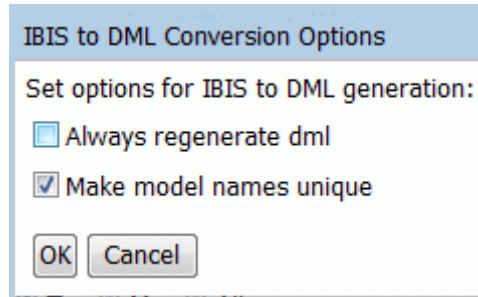 IBIS to DML Conversion Options
Set options for IBIS to DML generation:
Always regenerate dml
Make model names unique
OK Cancel